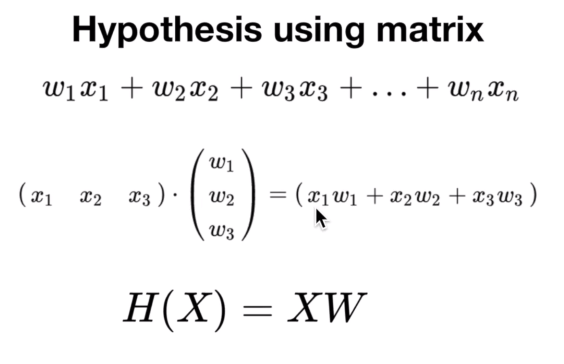 Hypothesis using matrix
w₁x₁ + w₂x₂ + w₃x₃ + … + wₙxₙ
( x₁ x₂ x₃ ) · ( w₁ w₂ w₃ ) = ( x₁w₁ + x₂w₂ + x₃w₃ )
H(X) = XW